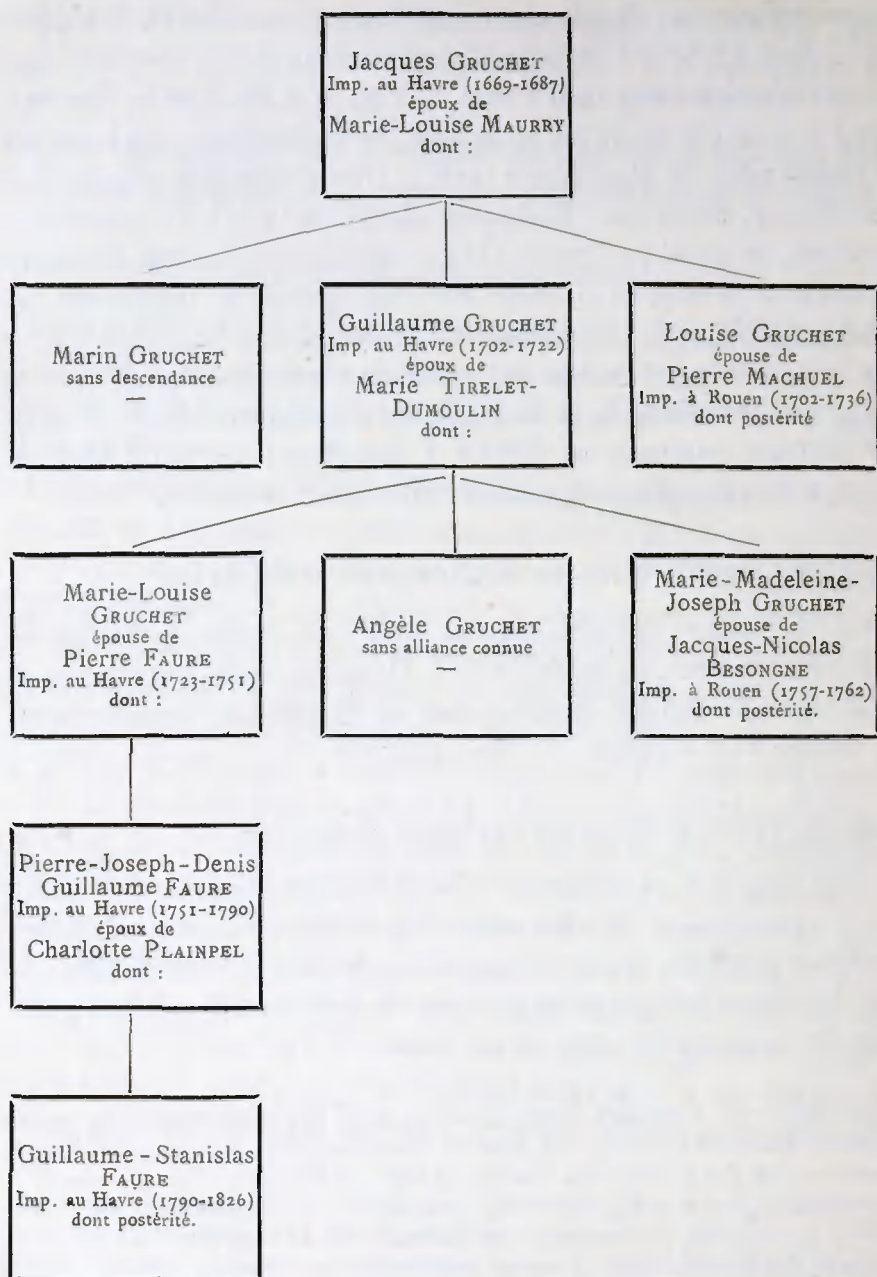 Jacques GRUCHET
Imp. au Havre (1669-1687)
époux de
Marie-Louise MAURRY
dont :
Marin GRUCHET
sans descendance
—
Guillaume GRUCHET
Imp. au Havre (1702-1722)
époux de
Marie TIRELET-
DUMOULIN
dont :
Louise GRUCHET
épouse de
Pierre MACHUEL
Imp. à Rouen (1702-1736)
dont postérité
Marie-Louise
GRUCHET
épouse de
Pierre FAURE
Imp. au Havre (1723-1751)
dont :
Angèle GRUCHET
sans alliance connue
—
Marie-Madeleine-
Joseph GRUCHET
épouse de
Jacques-Nicolas
BESONGNE
Imp. à Rouen (1757-1762)
dont postérité.
Pierre-Joseph-Denis
Guillaume FAURE
Imp. au Havre (1751-1790)
époux de
Charlotte PLAINPEL
dont :
Guillaume-Stanislas
FAURE
Imp. au Havre (1790-1826)
dont postérité.